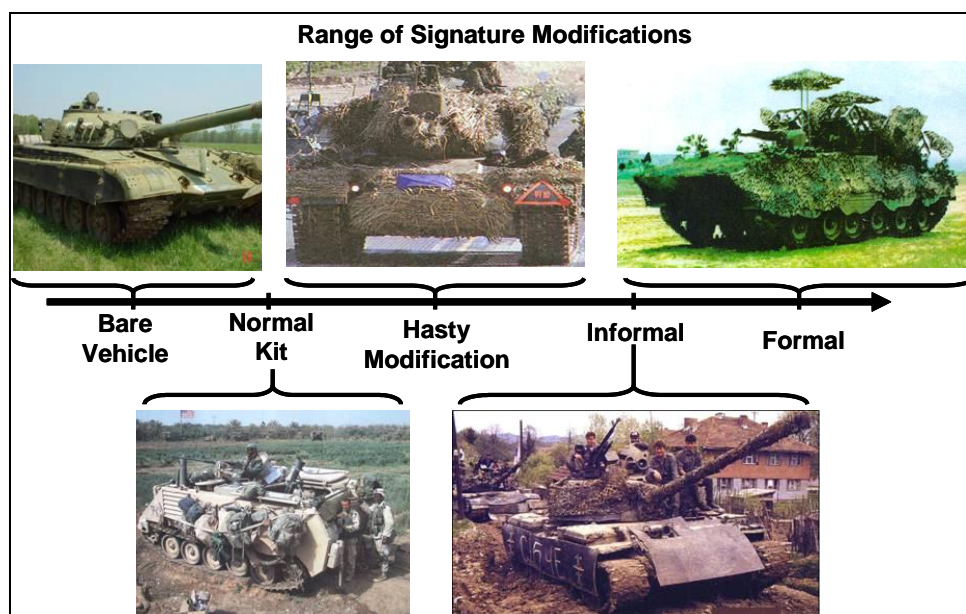 Range of Signature Modifications
Bare
Vehicle
Normal
Kit
Hasty
Modification
Informal
Formal